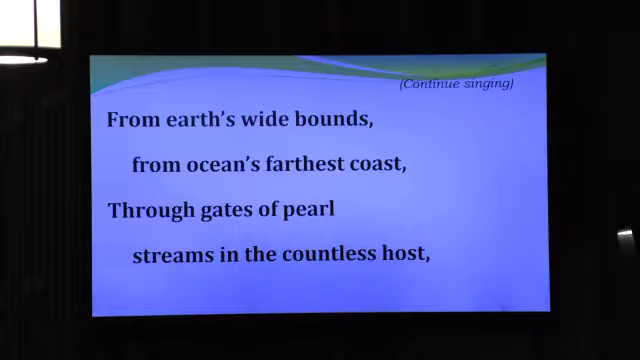 (Continue singing)
From earth's wide bounds,
from ocean's farthest coast,
Through gates of pearl
streams in the countless host,